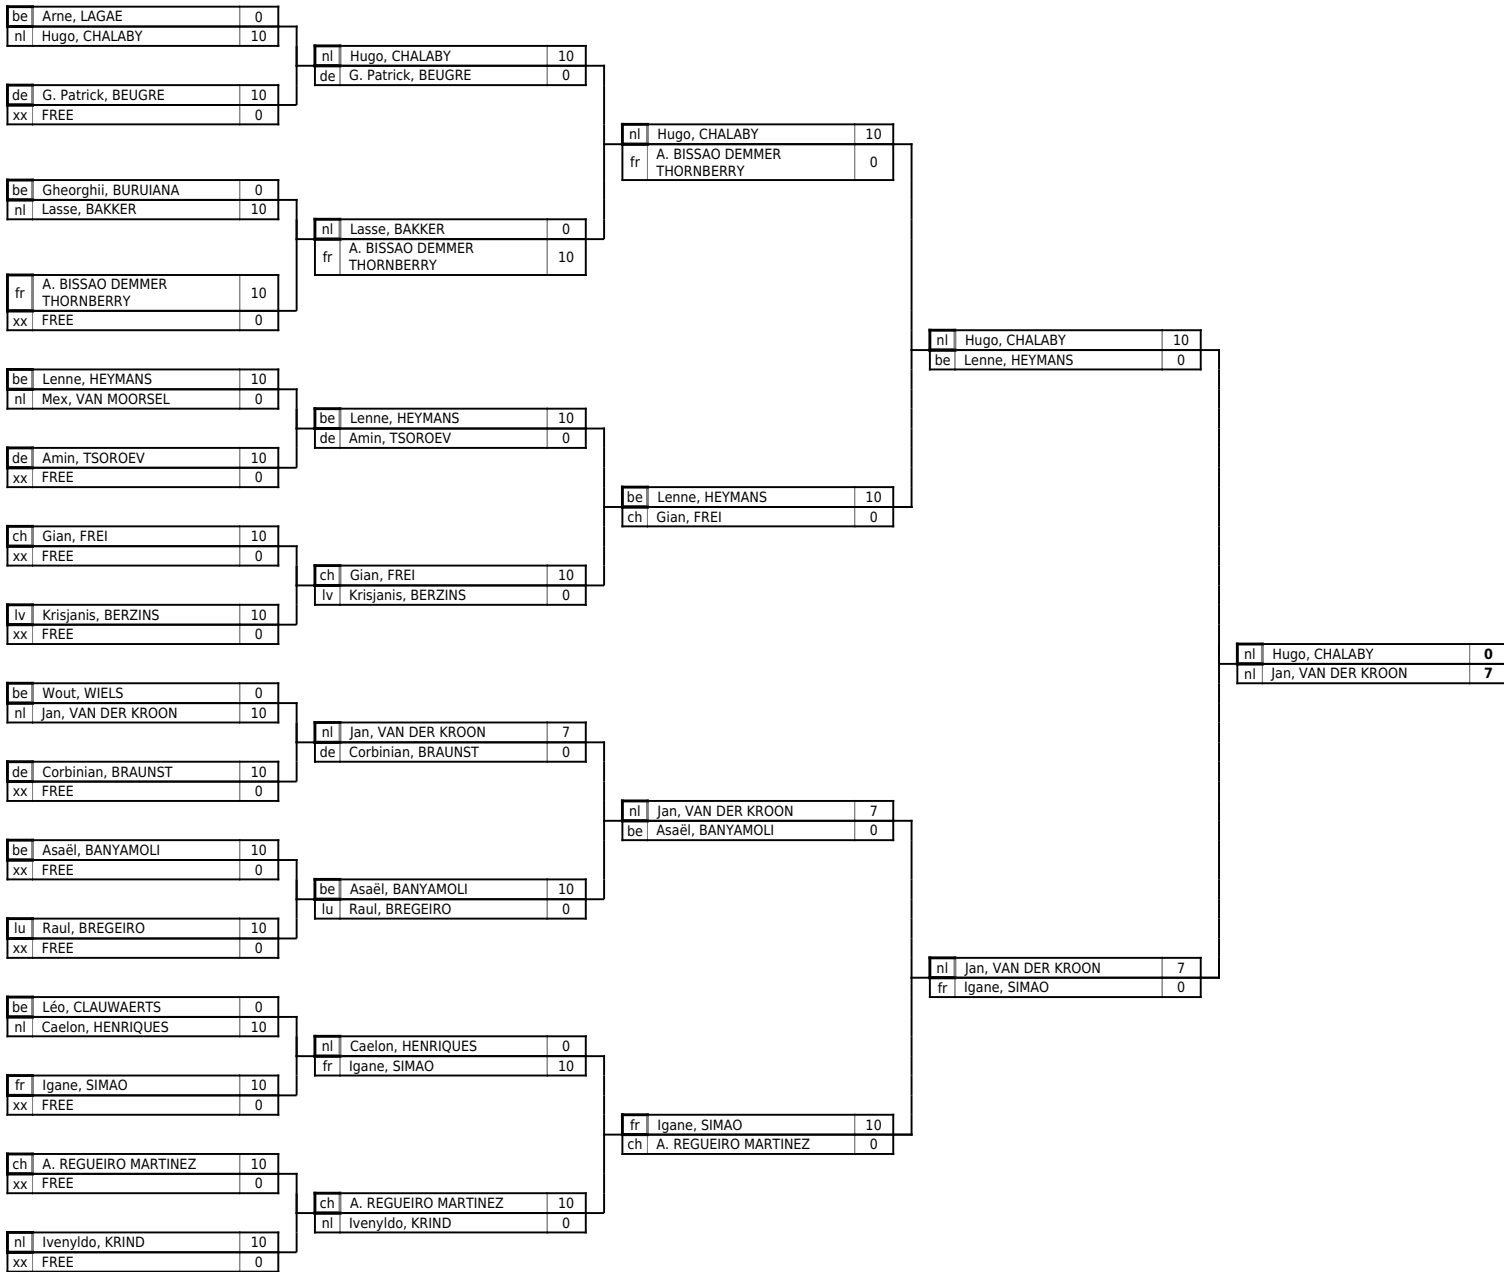 be Arne, LAGAE 0
nl Hugo, CHALABY 10
de G. Patrick, BEUGRE 10
xx FREE 0
be Gheorghii, BURUIANA 0
nl Lasse, BAKKER 10
fr A. BISSAO DEMMER
THORNBERRY 10
xx FREE 0
be Lenne, HEYMANS 10
nl Mex, VAN MOORSEL 0
de Amin, TSOROEV 10
xx FREE 0
ch Gian, FREI 10
xx FREE 0
lv Krisjanis, BERZINS 10
xx FREE 0
be Wout, WIELS 0
nl Jan, VAN DER KROON 10
de Corbinian, BRAUNST 10
xx FREE 0
be Asaël, BANYAMOLI 10
xx FREE 0
lu Raul, BREGEIRO 10
xx FREE 0
be Léo, CLAUWAERTS 0
nl Caelon, HENRIQUES 10
fr Igane, SIMAO 10
xx FREE 0
ch A. REGUEIRO MARTINEZ 10
xx FREE 0
nl Ivenyldo, KRIND 10
xx FREE 0
nl Hugo, CHALABY 10
de G. Patrick, BEUGRE 0
nl Lasse, BAKKER 0
fr A. BISSAO DEMMER
THORNBERRY 10
be Lenne, HEYMANS 10
de Amin, TSOROEV 0
ch Gian, FREI 10
lv Krisjanis, BERZINS 0
nl Jan, VAN DER KROON 7
de Corbinian, BRAUNST 0
be Asaël, BANYAMOLI 10
lu Raul, BREGEIRO 0
nl Caelon, HENRIQUES 0
fr Igane, SIMAO 10
ch A. REGUEIRO MARTINEZ 10
nl Ivenyldo, KRIND 0
nl Hugo, CHALABY 10
fr A. BISSAO DEMMER
THORNBERRY 0
be Lenne, HEYMANS 10
ch Gian, FREI 0
nl Jan, VAN DER KROON 7
be Asaël, BANYAMOLI 0
fr Igane, SIMAO 10
ch A. REGUEIRO MARTINEZ 0
nl Hugo, CHALABY 10
be Lenne, HEYMANS 0
nl Jan, VAN DER KROON 7
fr Igane, SIMAO 0
nl Hugo, CHALABY 0
nl Jan, VAN DER KROON 7